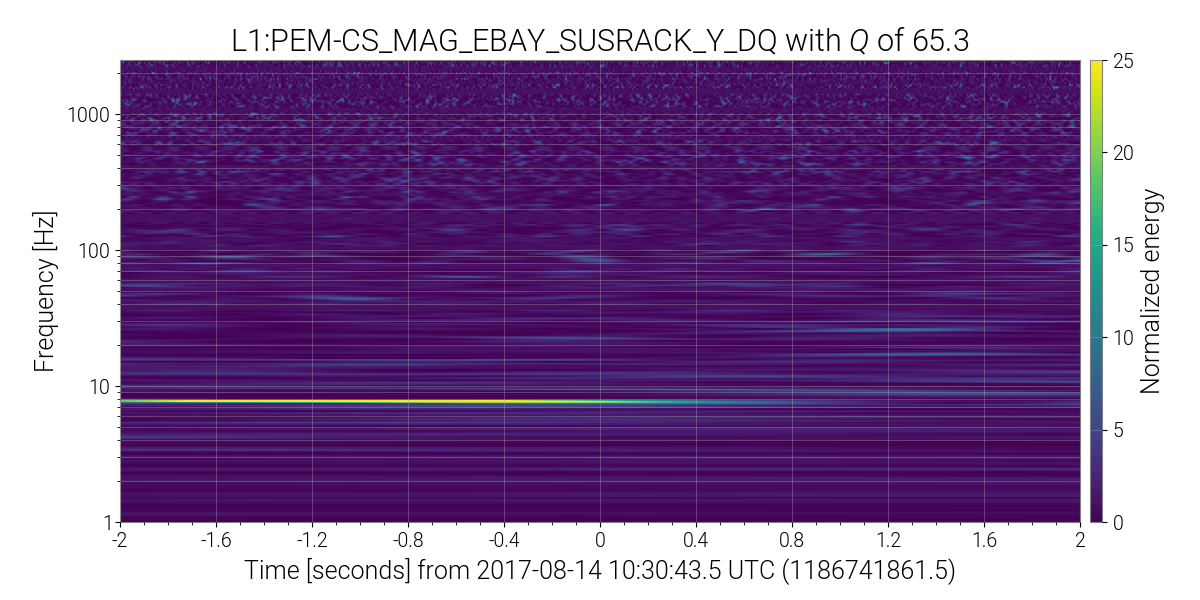 L1:PEM-CS_MAG_EBAY_SUSRACK_Y_DQ with Q of 65.3
Frequency [Hz]
1000
100
10
1
-2 -1.6 -1.2 -0.8 -0.4 0 0.4 0.8 1.2 1.6 2
Time [seconds] from 2017-08-14 10:30:43.5 UTC (1186741861.5)
25
20
15
10
5
0
Normalized energy